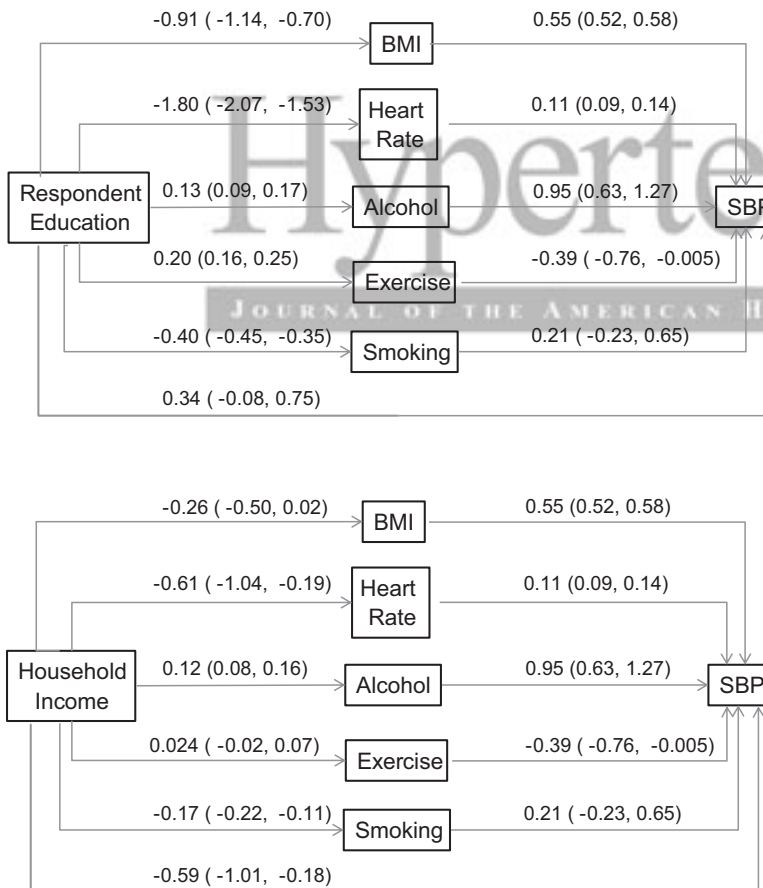 -0.91 ( -1.14, -0.70)
BMI
0.55 (0.52, 0.58)
-1.80 ( -2.07, -1.53)
Heart
Rate
0.11 (0.09, 0.14)
Hyperte
Respondent
Education
0.13 (0.09, 0.17)
Alcohol
0.95 (0.63, 1.27)
SBP
0.20 (0.16, 0.25)
Exercise
-0.39 ( -0.76, -0.005)
JOURNAL OF THE AMERICAN H
-0.40 ( -0.45, -0.35)
Smoking
0.21 ( -0.23, 0.65)
0.34 ( -0.08, 0.75)
-0.26 ( -0.50, 0.02)
BMI
0.55 (0.52, 0.58)
-0.61 ( -1.04, -0.19)
Heart
Rate
0.11 (0.09, 0.14)
Household
Income
0.12 (0.08, 0.16)
Alcohol
0.95 (0.63, 1.27)
SBP
0.024 ( -0.02, 0.07)
Exercise
-0.39 ( -0.76, -0.005)
-0.17 ( -0.22, -0.11)
Smoking
0.21 ( -0.23, 0.65)
-0.59 ( -1.01, -0.18)